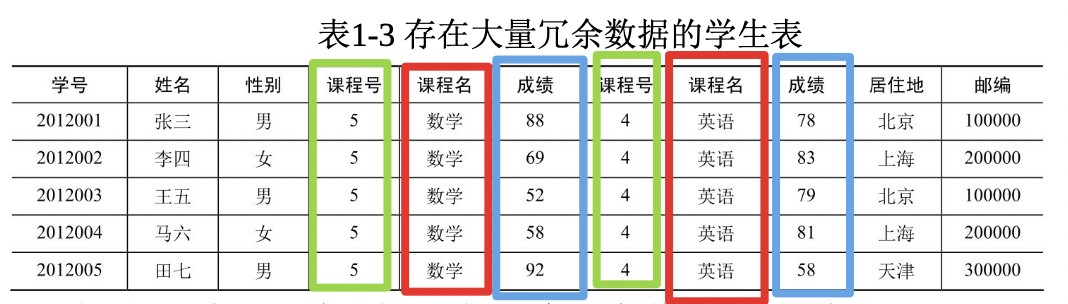 表1-3 存在大量冗余数据的学生表
学号 姓名 性别 课程号 课程名 成绩 课程号 课程名 成绩 居住地 邮编
2012001 张三 男 5 数学 88 4 英语 78 北京 100000
2012002 李四 女 5 数学 69 4 英语 83 上海 200000
2012003 王五 男 5 数学 52 4 英语 79 北京 100000
2012004 马六 女 5 数学 58 4 英语 81 上海 200000
2012005 田七 男 5 数学 92 4 英语 58 天津 300000